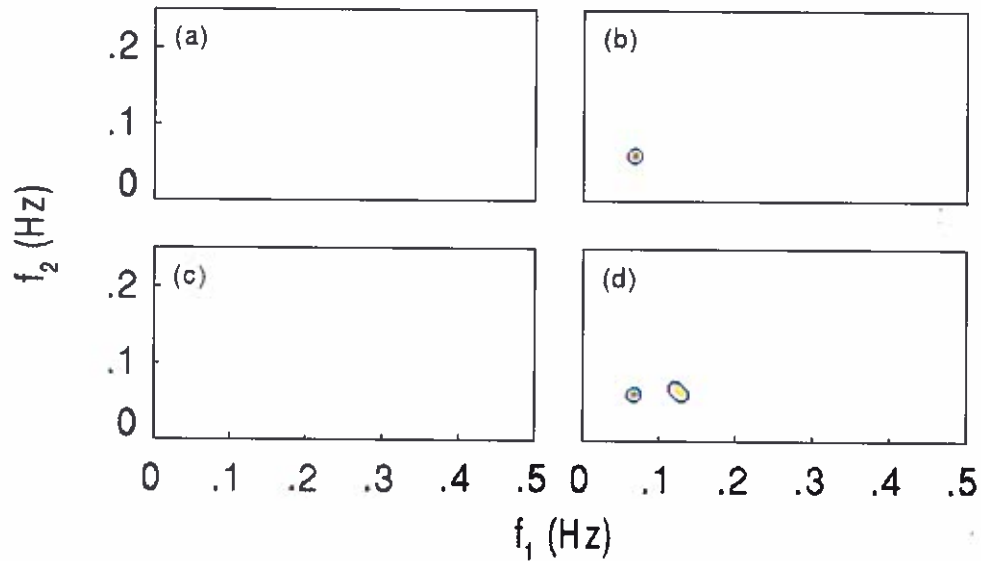 (a)
(b)
.2
.1
0
f₂ (Hz)
(c)
(d)
.2
.1
0
0 .1 .2 .3 .4 .5
0 .1 .2 .3 .4 .5
f₁ (Hz)